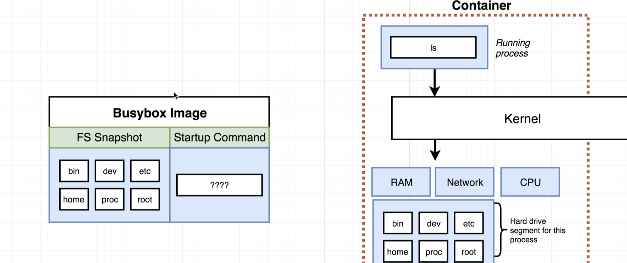 Container
ls
Running
process
Kernel
Busybox Image
FS Snapshot
Startup Command
bin
dev
etc
home
proc
root
????
RAM
Network
CPU
bin
dev
etc
home
proc
root
Hard drive
segment for this
process